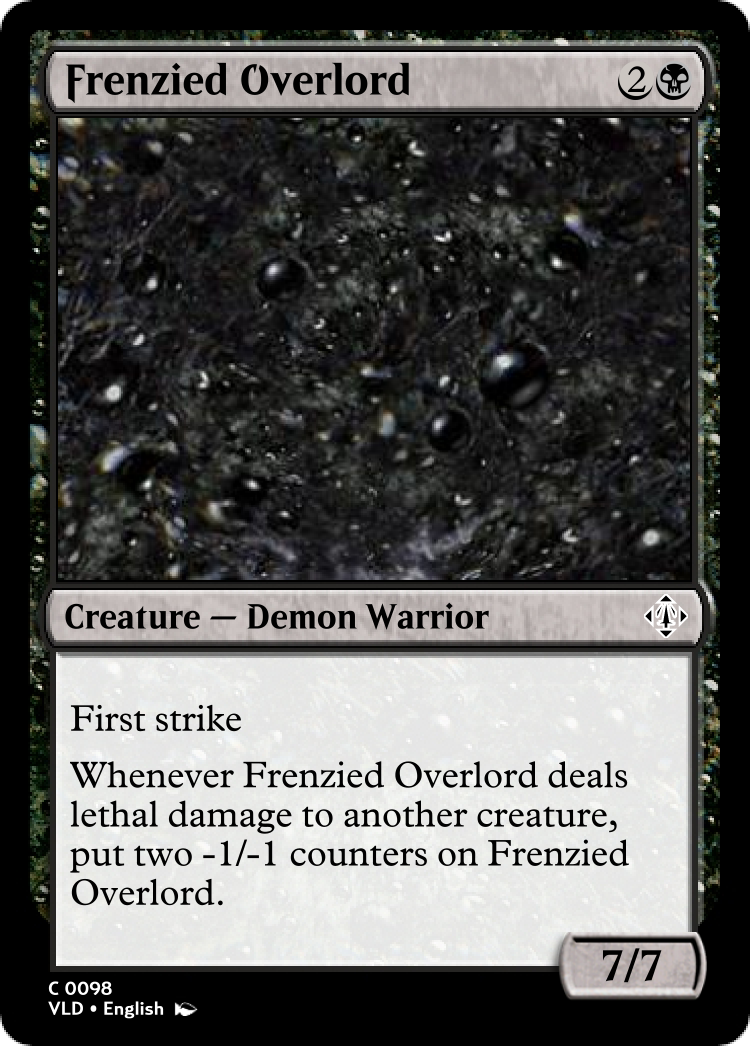 Frenzied Overlord 2
Creature — Demon Warrior
First strike
Whenever Frenzied Overlord deals
lethal damage to another creature,
put two -1/-1 counters on Frenzied
Overlord.
7/7
C 0098
VLD • English